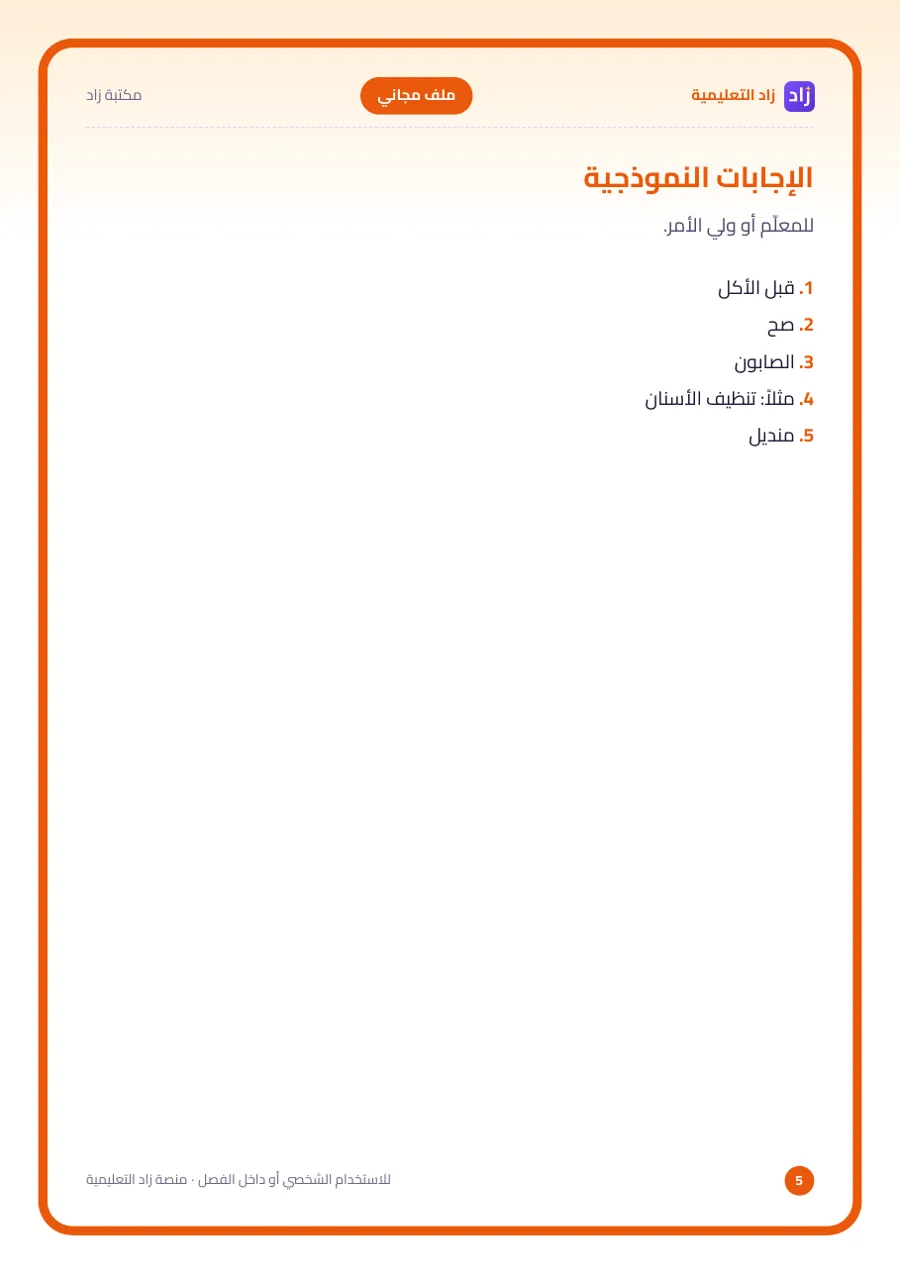 زاد
زاد التعليمية
ملف مجاني
مكتبة زاد
الإجابات النموذجية
للمعلّم أو ولي الأمر.
1. قبل الأكل
2. صح
3. الصابون
4. مثلاً: تنظيف الأسنان
5. منديل
5
للاستخدام الشخصي أو داخل الفصل · منصة زاد التعليمية